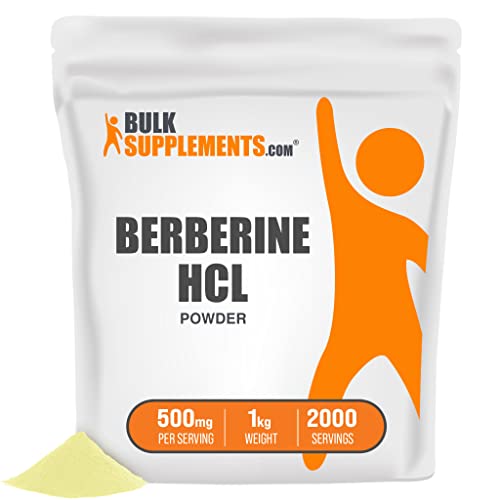 BULK
SUPPLEMENTS.COM®
BERBERINE
HCL
POWDER
500mg
PER SERVING
1kg
WEIGHT
2000
SERVINGS